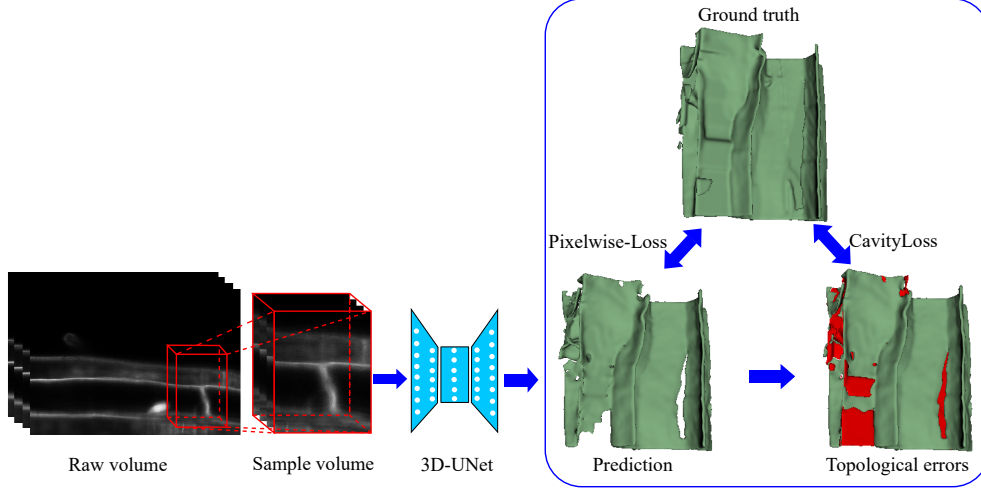 Ground truth
Pixelwise-Loss
CavityLoss
Raw volume
Sample volume
3D-UNet
Prediction
Topological errors